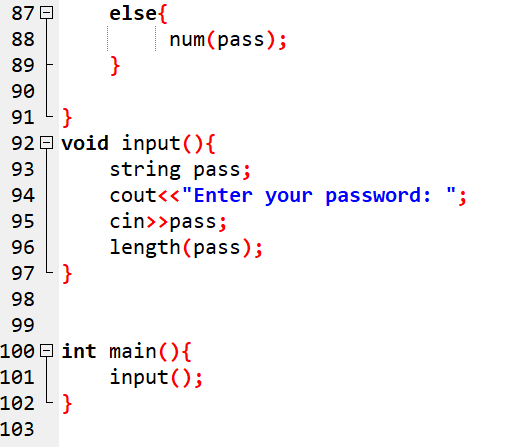 87 else{
88 num(pass);
89 }
90
91 }
92 void input(){
93 string pass;
94 cout<<"Enter your password: ";
95 cin>>pass;
96 length(pass);
97 }
98
99
100 int main(){
101 input();
102 }
103